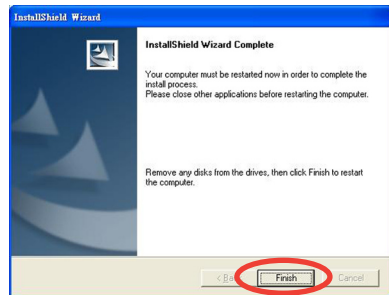 InstallShield Wizard
InstallShield Wizard Complete
Your computer must be restarted now in order to complete the
install process.
Please close other applications before restarting the computer.
Remove any disks from the drives, then click Finish to restart
the computer.
Finish
Cancel